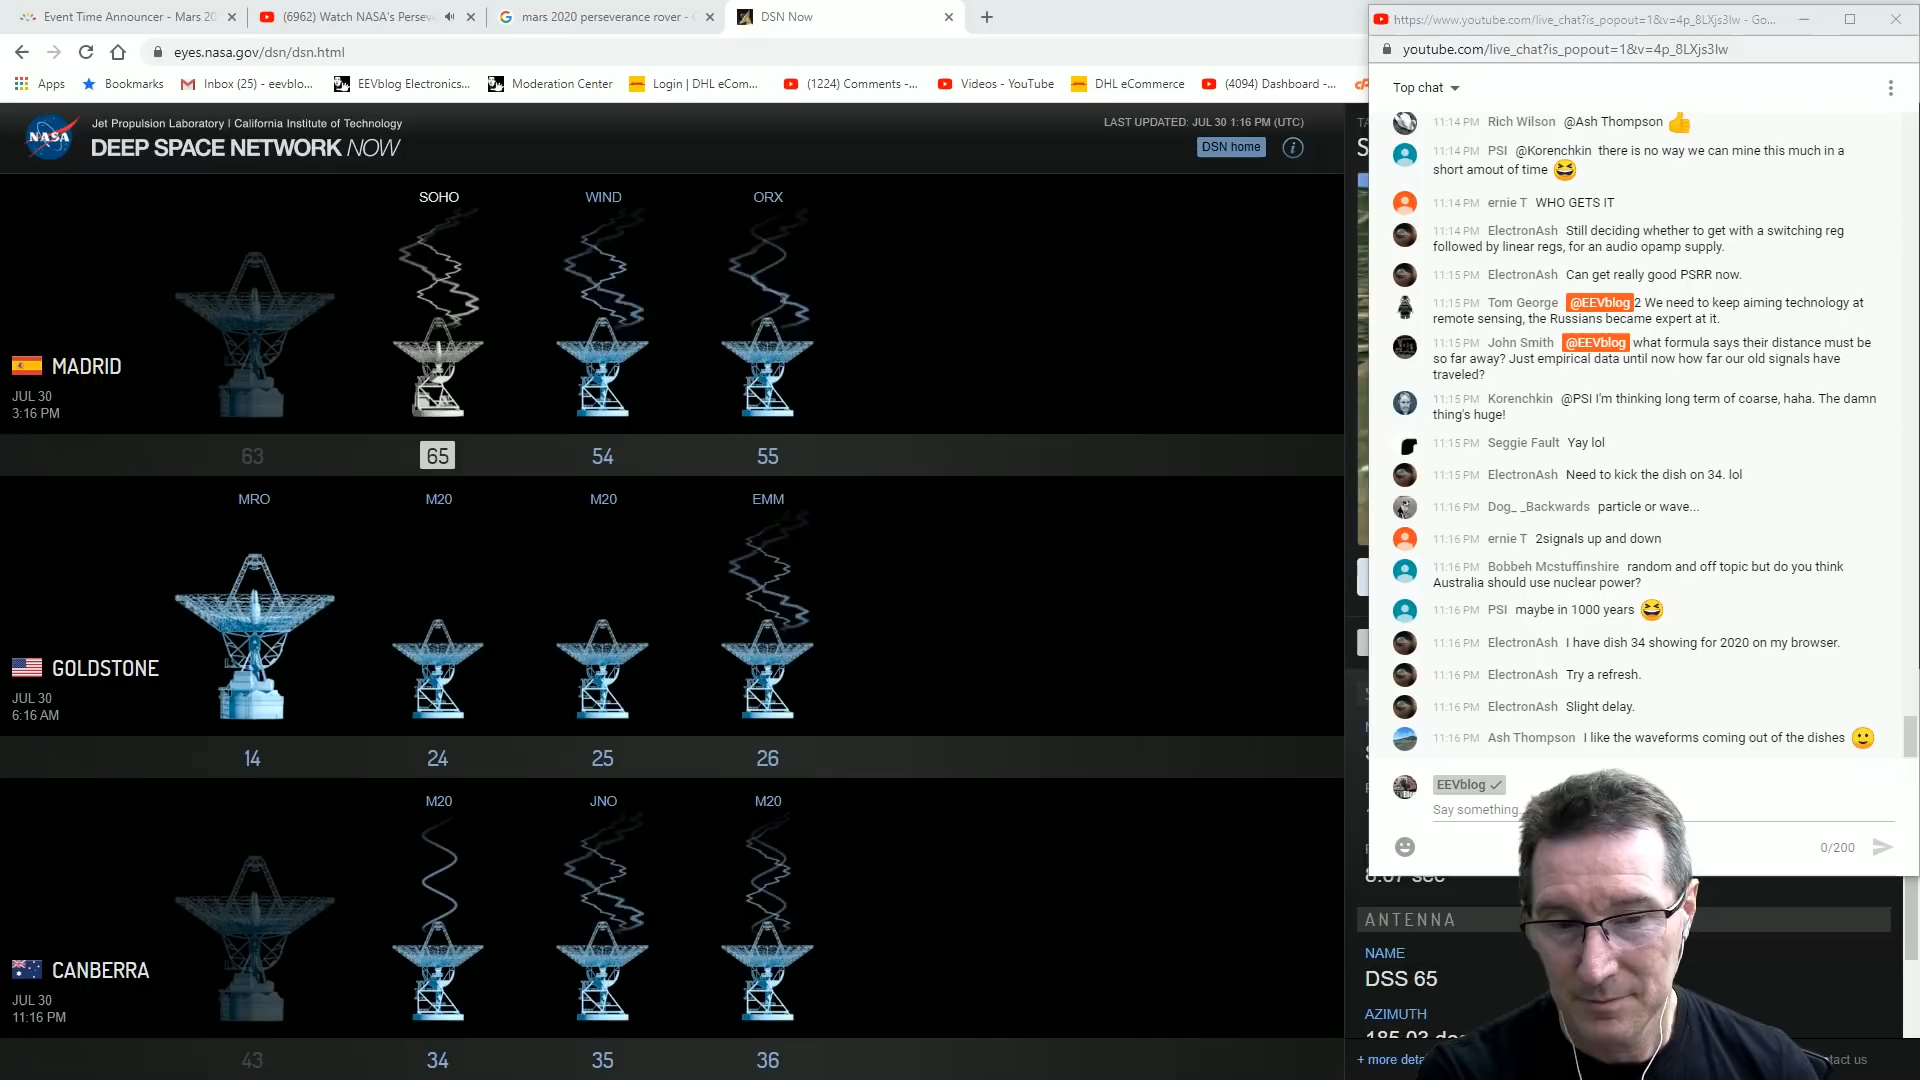 Event Time Announcer - Mars 20
(6962) Watch NASA's Perseve
mars 2020 perseverance rover -
DSN Now
eyes.nasa.gov/dsn/dsn.html
Apps
Bookmarks
Inbox (25) - eevblo...
EEVblog Electronics...
Moderation Center
Login | DHL eCom...
(1224) Comments -...
Videos - YouTube
DHL eCommerce
(4094) Dashboard -...
NASA
Jet Propulsion Laboratory | California Institute of Technology
DEEP SPACE NETWORK NOW
LAST UPDATED: JUL 30 1:16 PM (UTC)
DSN home
SOHO
WIND
ORX
MADRID
JUL 30
3:16 PM
63
65
54
55
MRO
M20
M20
EMM
GOLDSTONE
JUL 30
6:16 AM
14
24
25
26
M20
JNO
M20
CANBERRA
JUL 30
11:16 PM
43
34
35
36
https://www.youtube.com/live_chat?is_popout=1&v=4p_8LXjs3Iw - Go...
youtube.com/live_chat?is_popout=1&v=4p_8LXjs3Iw
Top chat
11:14 PM Rich Wilson @Ash Thompson
11:14 PM PSI @Korenchkin there is no way we can mine this much in a
short amout of time
11:14 PM ernie T WHO GETS IT
11:14 PM ElectronAsh Still deciding whether to get with a switching reg
followed by linear regs, for an audio opamp supply.
11:15 PM ElectronAsh Can get really good PSRR now.
11:15 PM Tom George @EEVblog 2 We need to keep aiming technology at
remote sensing, the Russians became expert at it.
11:15 PM John Smith @EEVblog what formula says their distance must be
so far away? Just empirical data until now how far our old signals have
traveled?
11:15 PM Korenchkin @PSI I'm thinking long term of coarse, haha. The damn
thing's huge!
11:15 PM Seggie Fault Yay lol
11:15 PM ElectronAsh Need to kick the dish on 34. lol
11:16 PM Dog_ _Backwards particle or wave...
11:16 PM ernie T 2signals up and down
11:16 PM Bobbeh Mcstuffinshire random and off topic but do you think
Australia should use nuclear power?
11:16 PM PSI maybe in 1000 years
11:16 PM ElectronAsh I have dish 34 showing for 2020 on my browser.
11:16 PM ElectronAsh Try a refresh.
11:16 PM ElectronAsh Slight delay.
11:16 PM Ash Thompson I like the waveforms coming out of the dishes
EEVblog
Say something.
0/200
ANTENNA
NAME
DSS 65
AZIMUTH
+ more deta
tact us